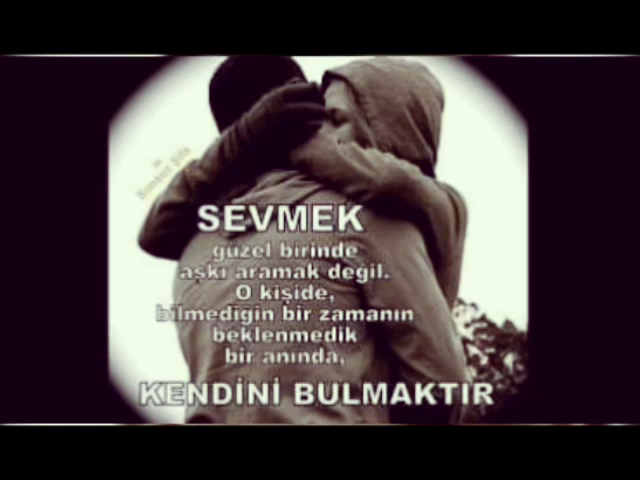 SEVMEK
güzel birinde
aşkı aramak değil.
O kişide,
bilmediğin bir zamanın
beklenmedik
bir anında,
KENDİNİ BULMAKTIR